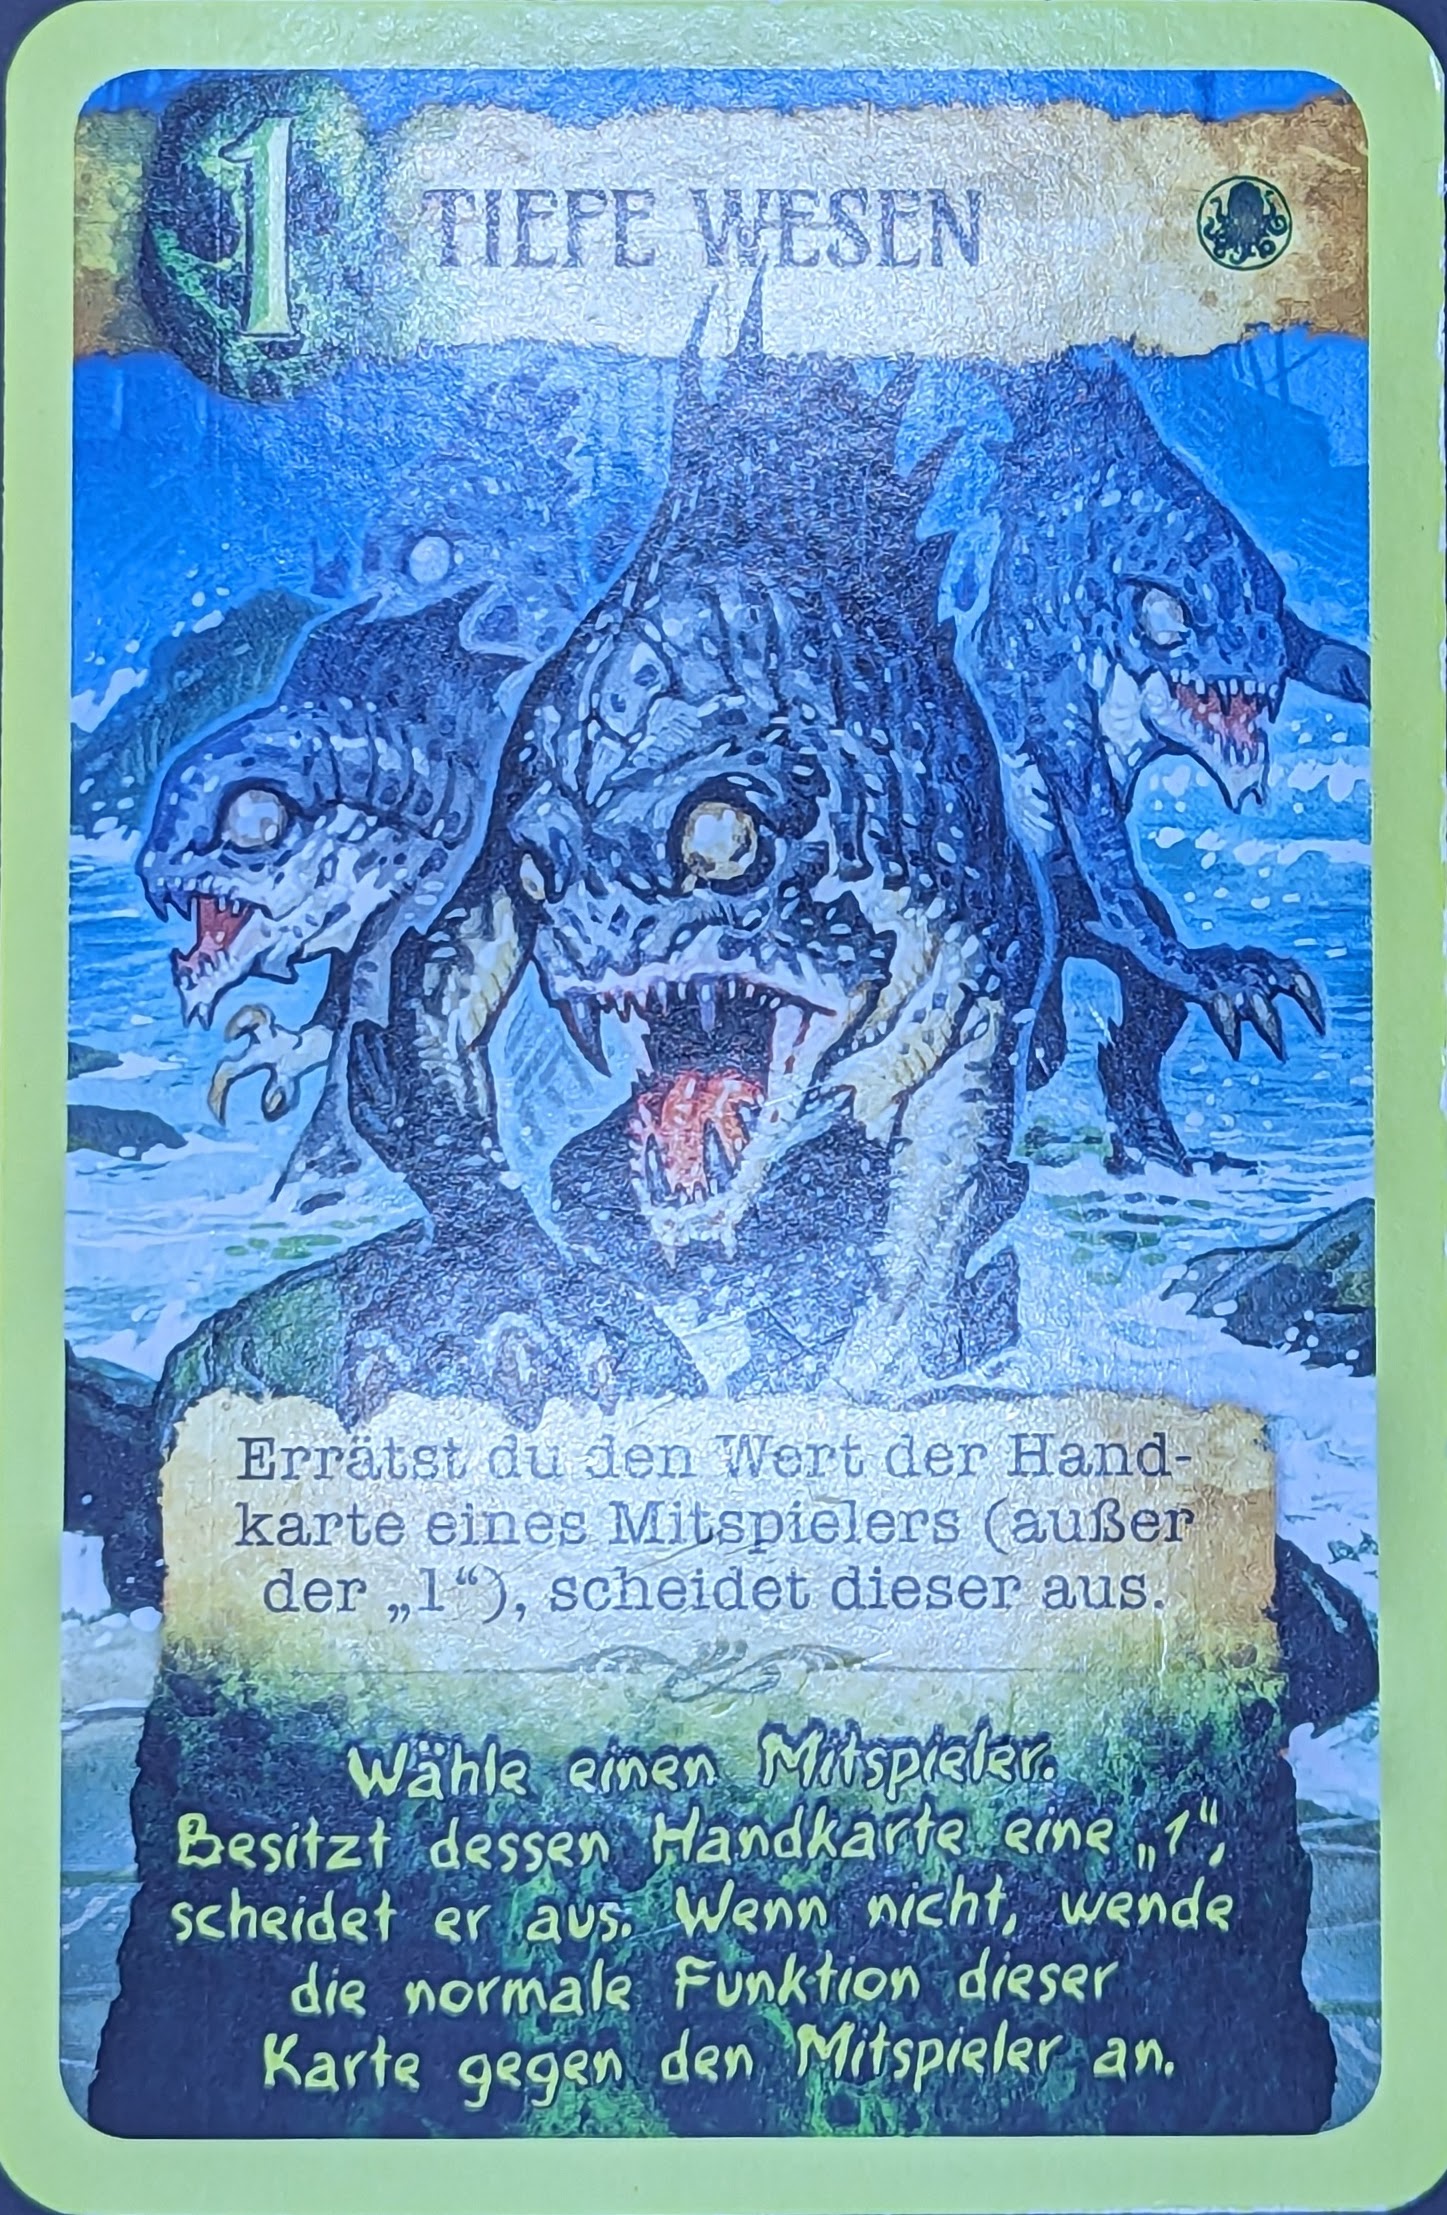 1
TIEFE WESEN
Errätst du den Wert der Hand-
karte eines Mitspielers (außer
der „1“), scheidet dieser aus.
Wähle einen Mitspieler.
Besitzt dessen Handkarte eine „1“,
scheidet er aus. Wenn nicht, wende
die normale Funktion dieser
Karte gegen den Mitspieler an.